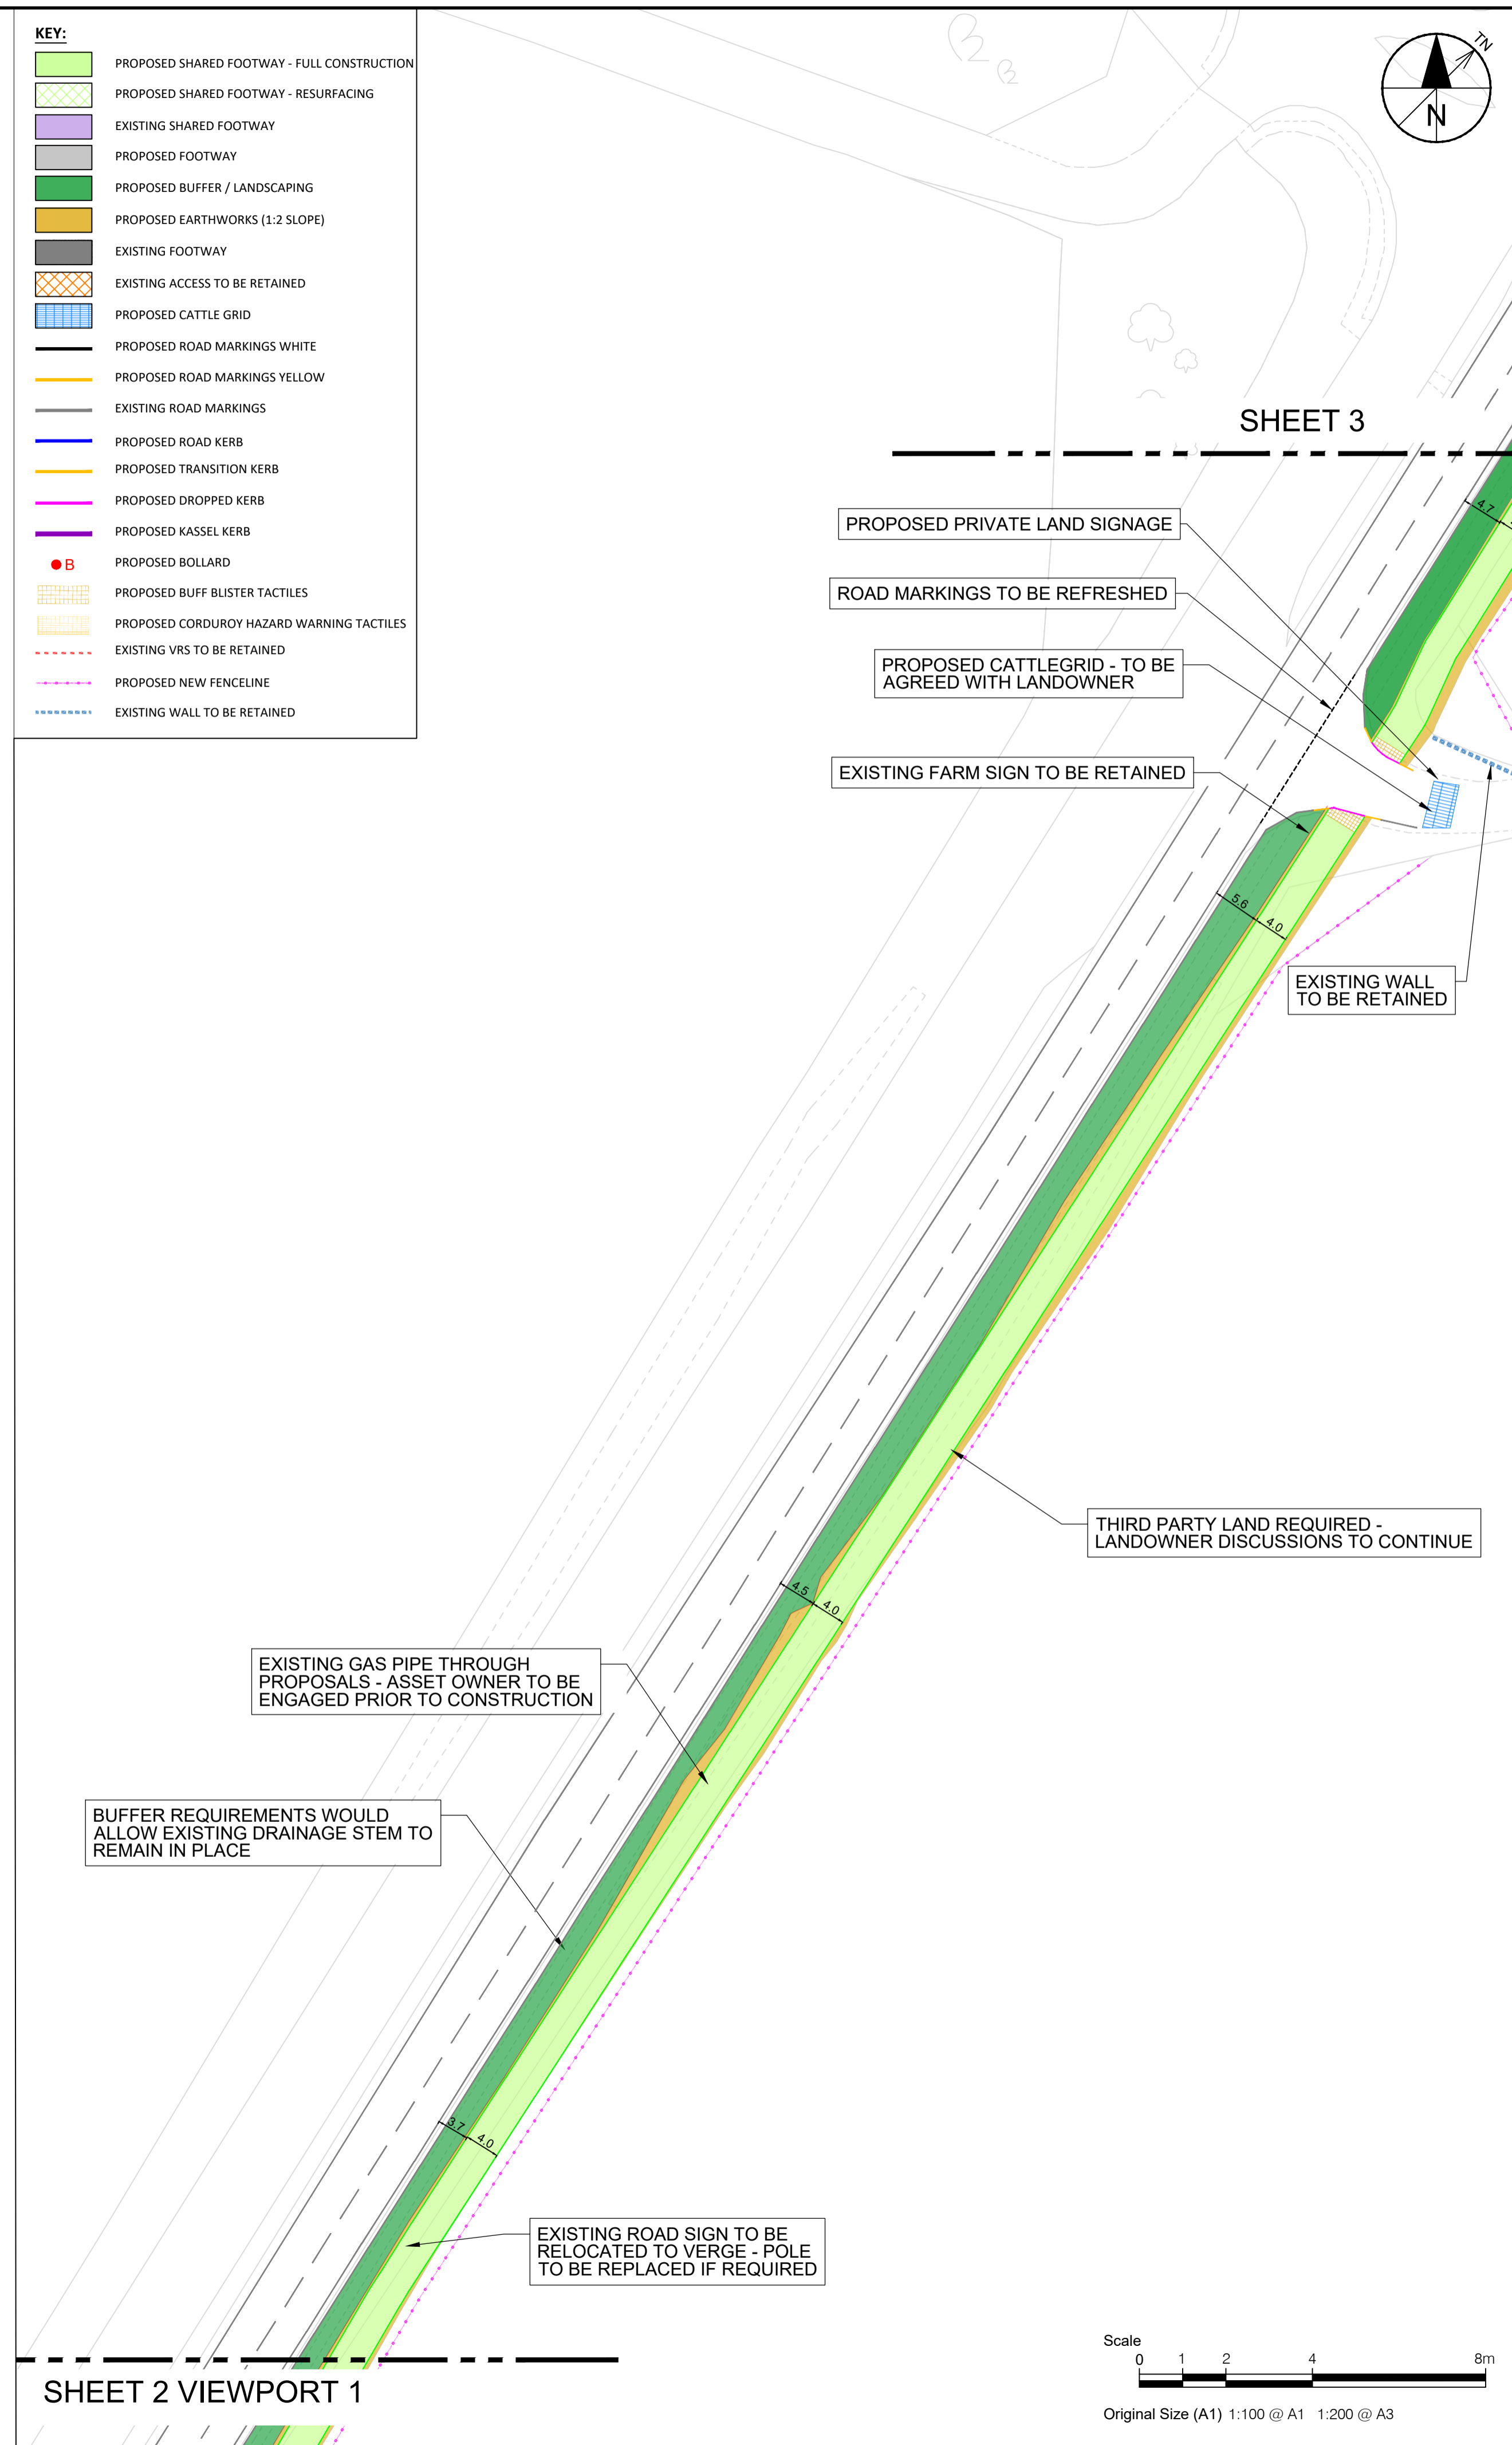 KEY:
PROPOSED SHARED FOOTWAY - FULL CONSTRUCTION
PROPOSED SHARED FOOTWAY - RESURFACING
EXISTING SHARED FOOTWAY
PROPOSED FOOTWAY
PROPOSED BUFFER / LANDSCAPING
PROPOSED EARTHWORKS (1:2 SLOPE)
EXISTING FOOTWAY
EXISTING ACCESS TO BE RETAINED
PROPOSED CATTLE GRID
PROPOSED ROAD MARKINGS WHITE
PROPOSED ROAD MARKINGS YELLOW
EXISTING ROAD MARKINGS
PROPOSED ROAD KERB
PROPOSED TRANSITION KERB
PROPOSED DROPPED KERB
PROPOSED KASSEL KERB
B
PROPOSED BOLLARD
PROPOSED BUFF BLISTER TACTILES
PROPOSED CORDUROY HAZARD WARNING TACTILES
EXISTING VRS TO BE RETAINED
PROPOSED NEW FENCELINE
EXISTING WALL TO BE RETAINED
TN
N
SHEET 3
4.7
PROPOSED PRIVATE LAND SIGNAGE
ROAD MARKINGS TO BE REFRESHED
PROPOSED CATTLEGRID - TO BE
AGREED WITH LANDOWNER
EXISTING FARM SIGN TO BE RETAINED
5.6
4.0
EXISTING WALL
TO BE RETAINED
THIRD PARTY LAND REQUIRED -
LANDOWNER DISCUSSIONS TO CONTINUE
4.5
4.0
EXISTING GAS PIPE THROUGH
PROPOSALS - ASSET OWNER TO BE
ENGAGED PRIOR TO CONSTRUCTION
BUFFER REQUIREMENTS WOULD
ALLOW EXISTING DRAINAGE STEM TO
REMAIN IN PLACE
3.7
4.0
EXISTING ROAD SIGN TO BE
RELOCATED TO VERGE - POLE
TO BE REPLACED IF REQUIRED
SHEET 2 VIEWPORT 1
Scale
0 1 2 4 8m
Original Size (A1) 1:100 @ A1 1:200 @ A3